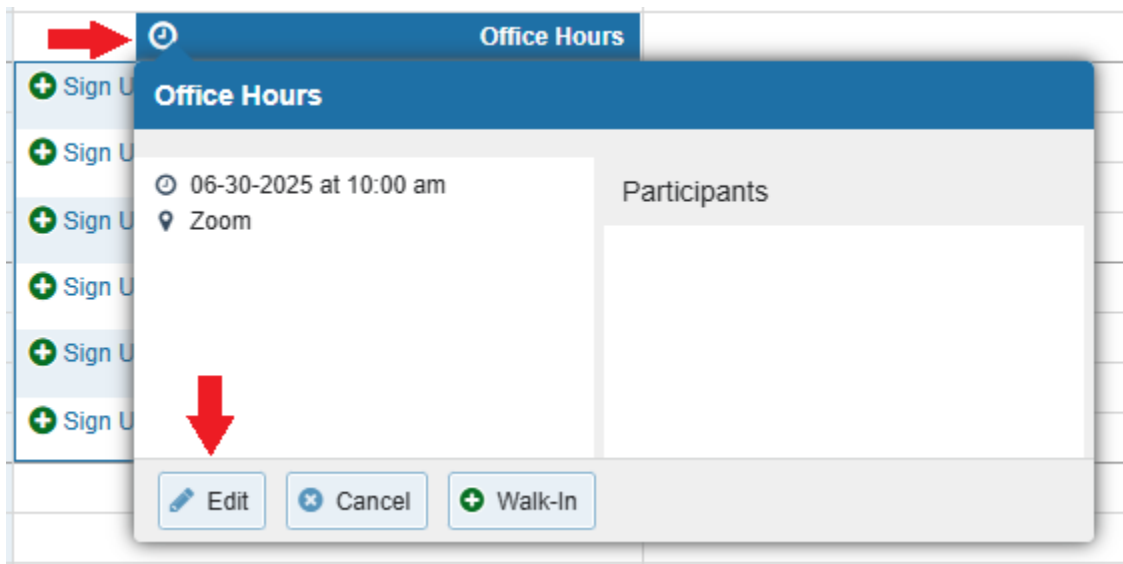 Office Hours
Sign U
Office Hours
Sign U
06-30-2025 at 10:00 am
Participants
Sign U
Zoom
Sign U
Sign U
Sign U
Edit
Cancel
Walk-In